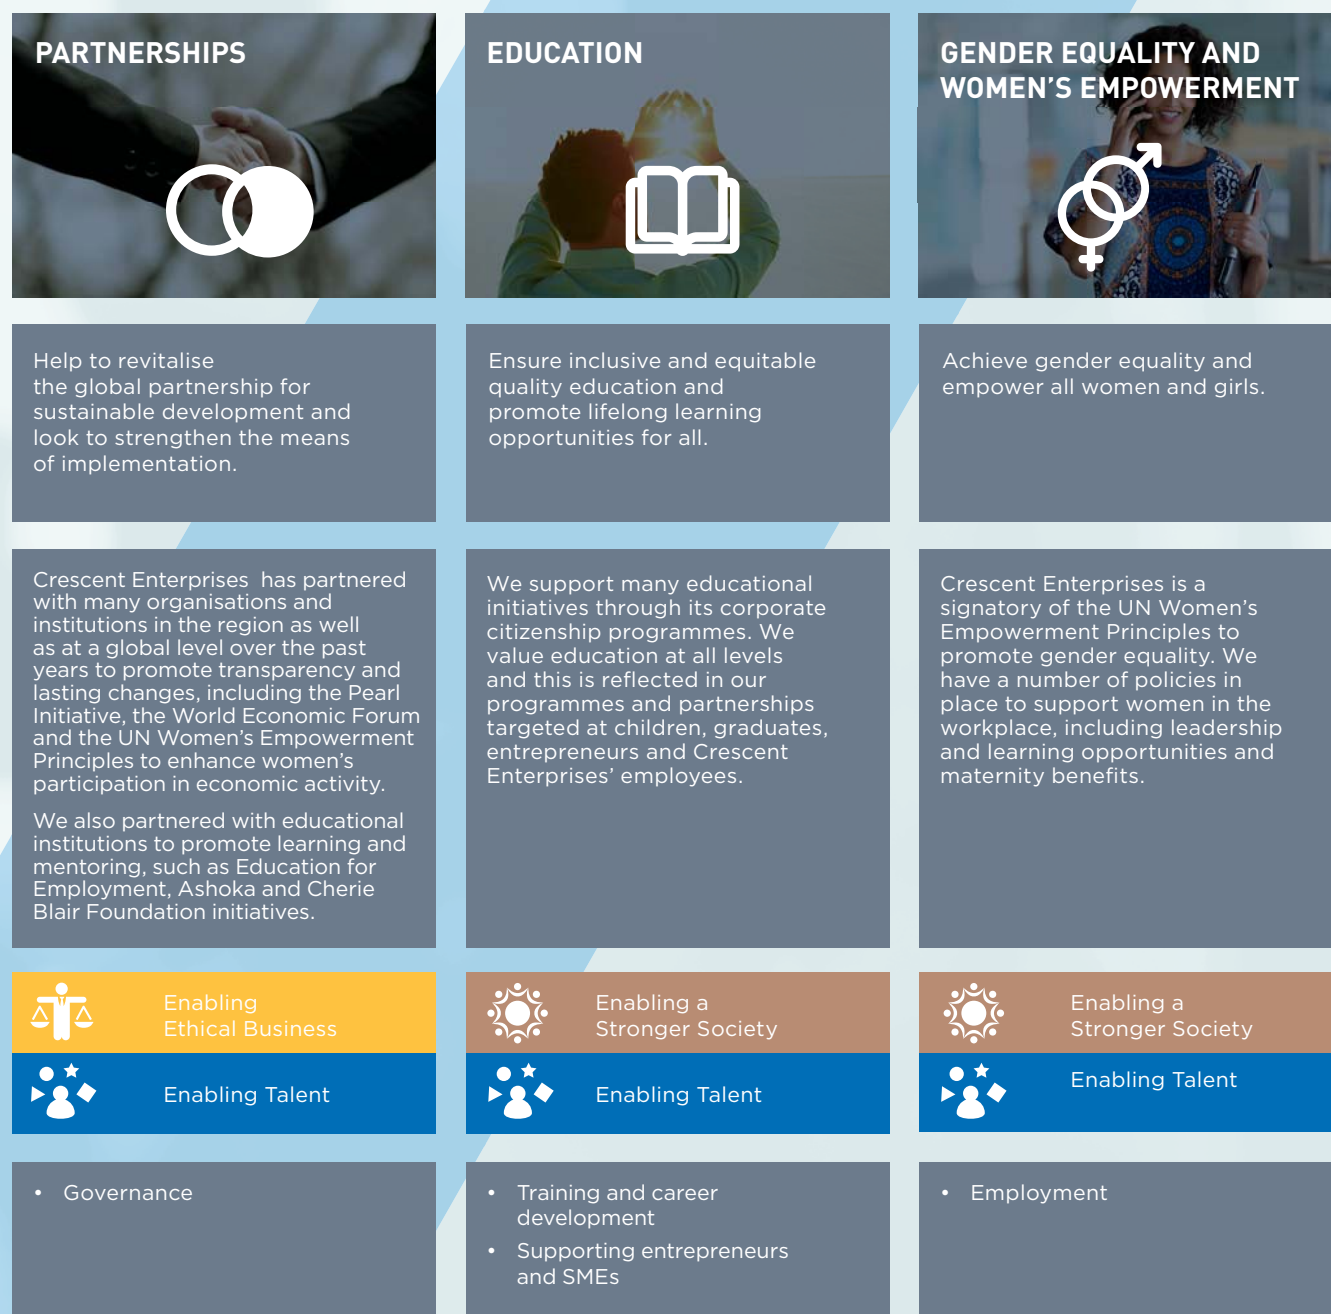 PARTNERSHIPS
Help to revitalise
the global partnership for
sustainable development and
look to strengthen the means
of implementation.
Crescent Enterprises  has partnered
with many organisations and
institutions in the region as well
as at a global level over the past
years to promote transparency and
lasting changes, including the Pearl
Initiative, the World Economic Forum
and the UN Women’s Empowerment
Principles to enhance women’s
participation in economic activity.
We also partnered with educational
institutions to promote learning and
mentoring, such as Education for
Employment, Ashoka and Cherie
Blair Foundation initiatives.
Enabling
Ethical Business
Enabling Talent
• Governance
EDUCATION
Ensure inclusive and equitable
quality education and
promote lifelong learning
opportunities for all.
We support many educational
initiatives through its corporate
citizenship programmes. We
value education at all levels
and this is reflected in our
programmes and partnerships
targeted at children, graduates,
entrepreneurs and Crescent
Enterprises’ employees.
Enabling a
Stronger Society
Enabling Talent
• Training and career
development
• Supporting entrepreneurs
and SMEs
GENDER EQUALITY AND
WOMEN’S EMPOWERMENT
Achieve gender equality and
empower all women and girls.
Crescent Enterprises is a
signatory of the UN Women’s
Empowerment Principles to
promote gender equality. We
have a number of policies in
place to support women in the
workplace, including leadership
and learning opportunities and
maternity benefits.
Enabling a
Stronger Society
Enabling Talent
• Employment